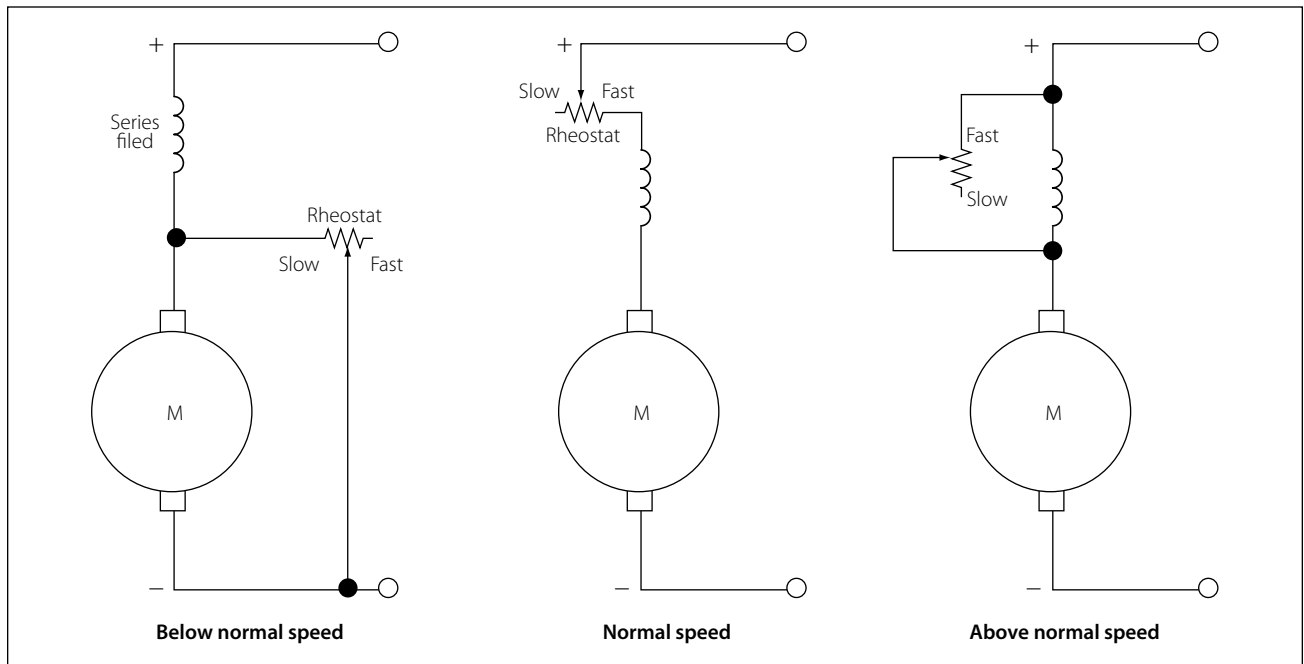 +
Series
filed
Rheostat
Slow
Fast
M
−
Below normal speed
+
Slow
Fast
Rheostat
M
−
Normal speed
+
Fast
Slow
M
−
Above normal speed